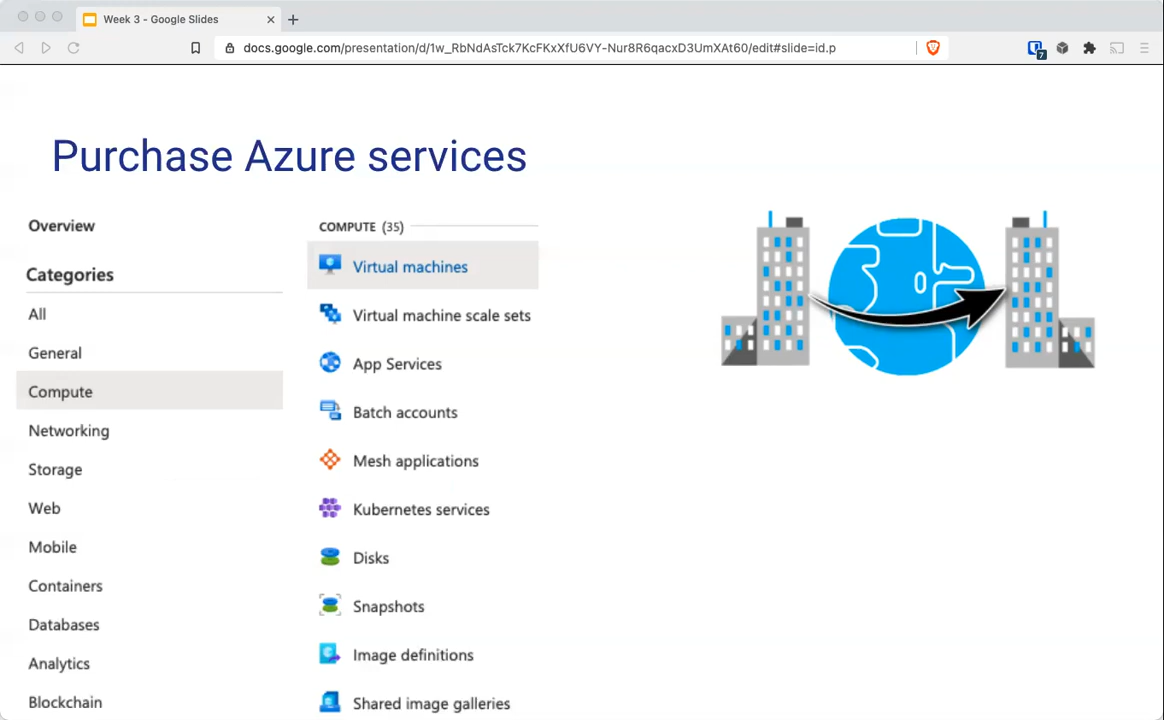 Week 3 - Google Slides
docs.google.com/presentation/d/1w_RbNdAsTck7KcFKxXfU6VY-Nur8R6qacxD3UmXAt60/edit#slide=id.p
7
Purchase Azure services
Overview
Categories
All
General
Compute
Networking
Storage
Web
Mobile
Containers
Databases
Analytics
Blockchain
COMPUTE (35)
Virtual machines
Virtual machine scale sets
App Services
Batch accounts
Mesh applications
Kubernetes services
Disks
Snapshots
Image definitions
Shared image galleries